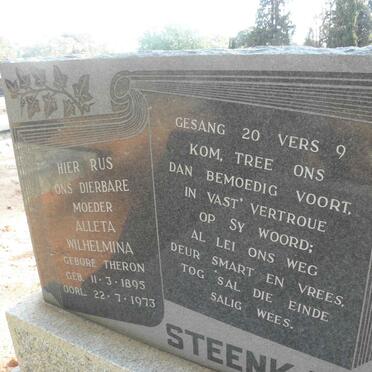 HIER RUS
ONS DIERBARE
MOEDER
ALLETA
WILHELMINA
GEBORE THERON
GEB. 11-3-1895
OORL. 22-7-1973
GESANG 20 VERS 9
KOM, TREE ONS
DAN BEMOEDIG VOORT,
IN VAST' VERTROUE
OP SY WOORD;
AL LEI ONS WEG
DEUR SMART EN VREES,
TOG SAL DIE EINDE
SALIG WEES.
STEENK